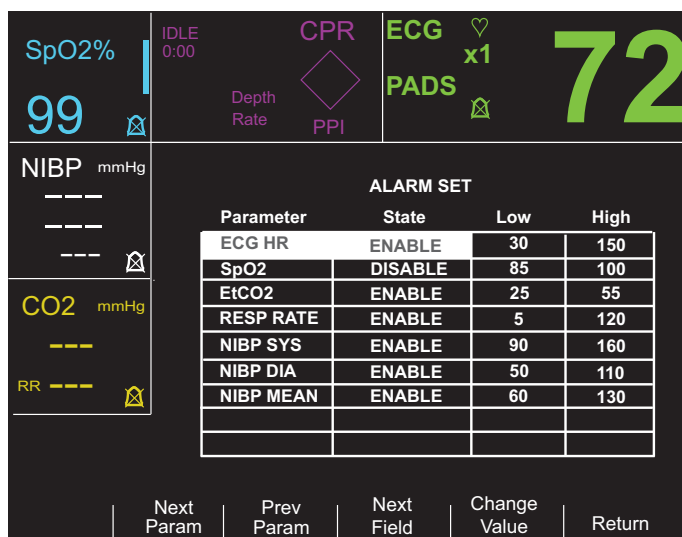 SpO2%
99
IDLE
0:00
CPR
Depth
Rate
PPI
ECG
x1
PADS
72
NIBP mmHg
---
---
---
CO2 mmHg
---
RR ---
ALARM SET
Parameter State Low High
ECG HR ENABLE 30 150
SpO2 DISABLE 85 100
EtCO2 ENABLE 25 55
RESP RATE ENABLE 5 120
NIBP SYS ENABLE 90 160
NIBP DIA ENABLE 50 110
NIBP MEAN ENABLE 60 130
Next Param
Prev Param
Next Field
Change Value
Return